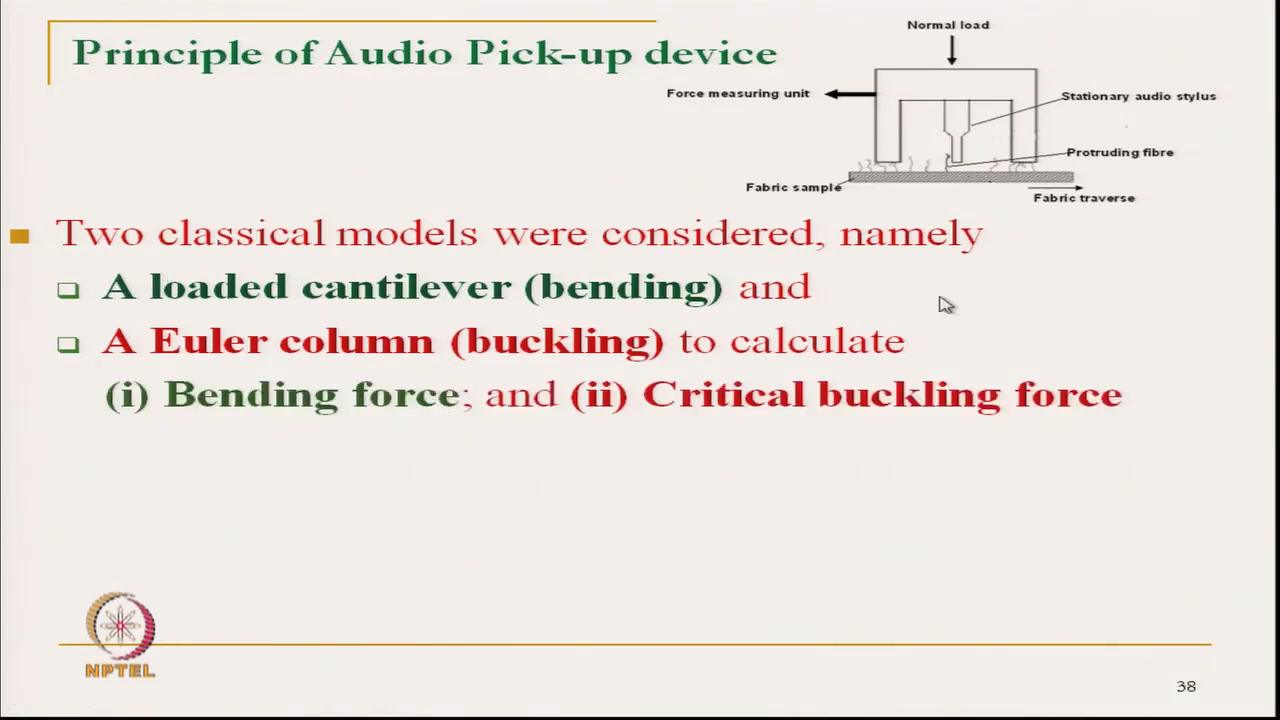 Principle of Audio Pick-up device
Normal load
Force measuring unit
Stationary audio stylus
Protruding fibre
Fabric sample
Fabric traverse
Two classical models were considered, namely
A loaded cantilever (bending) and
A Euler column (buckling) to calculate
(i) Bending force; and (ii) Critical buckling force
NPTEL
38